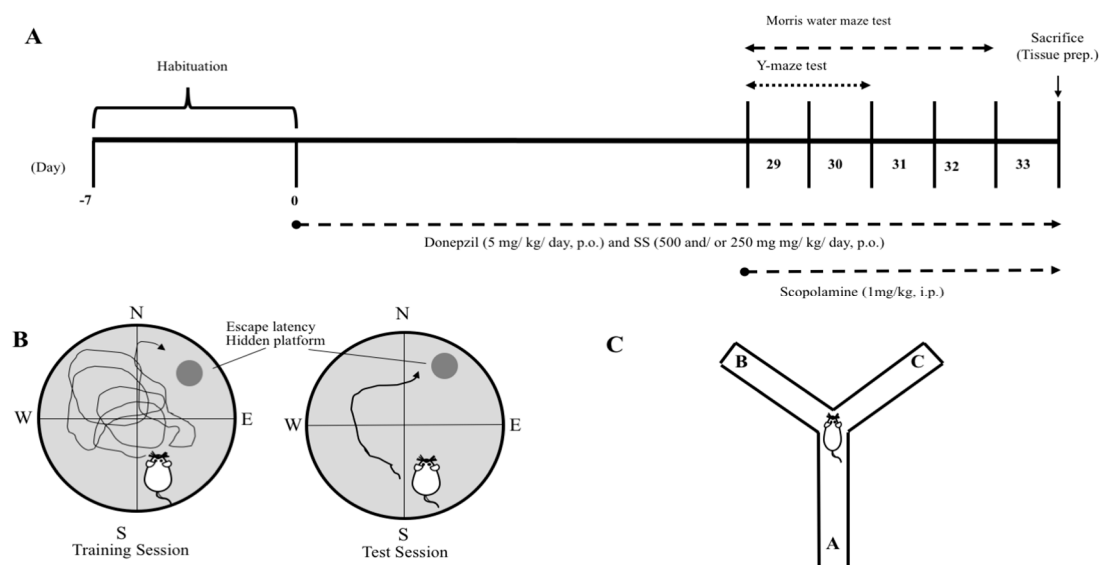 A
Morris water maze test
Sacrifice
(Tissue prep.)
Habituation
Y-maze test
(Day)
29
30
31
32
33
-7
0
Donepzil (5 mg/ kg/ day, p.o.) and SS (500 and/ or 250 mg mg/ kg/ day, p.o.)
Scopolamine (1mg/kg, i.p.)
B
N
Escape latency
Hidden platform
N
W
E
W
E
S
Training Session
S
Test Session
C
B
C
A